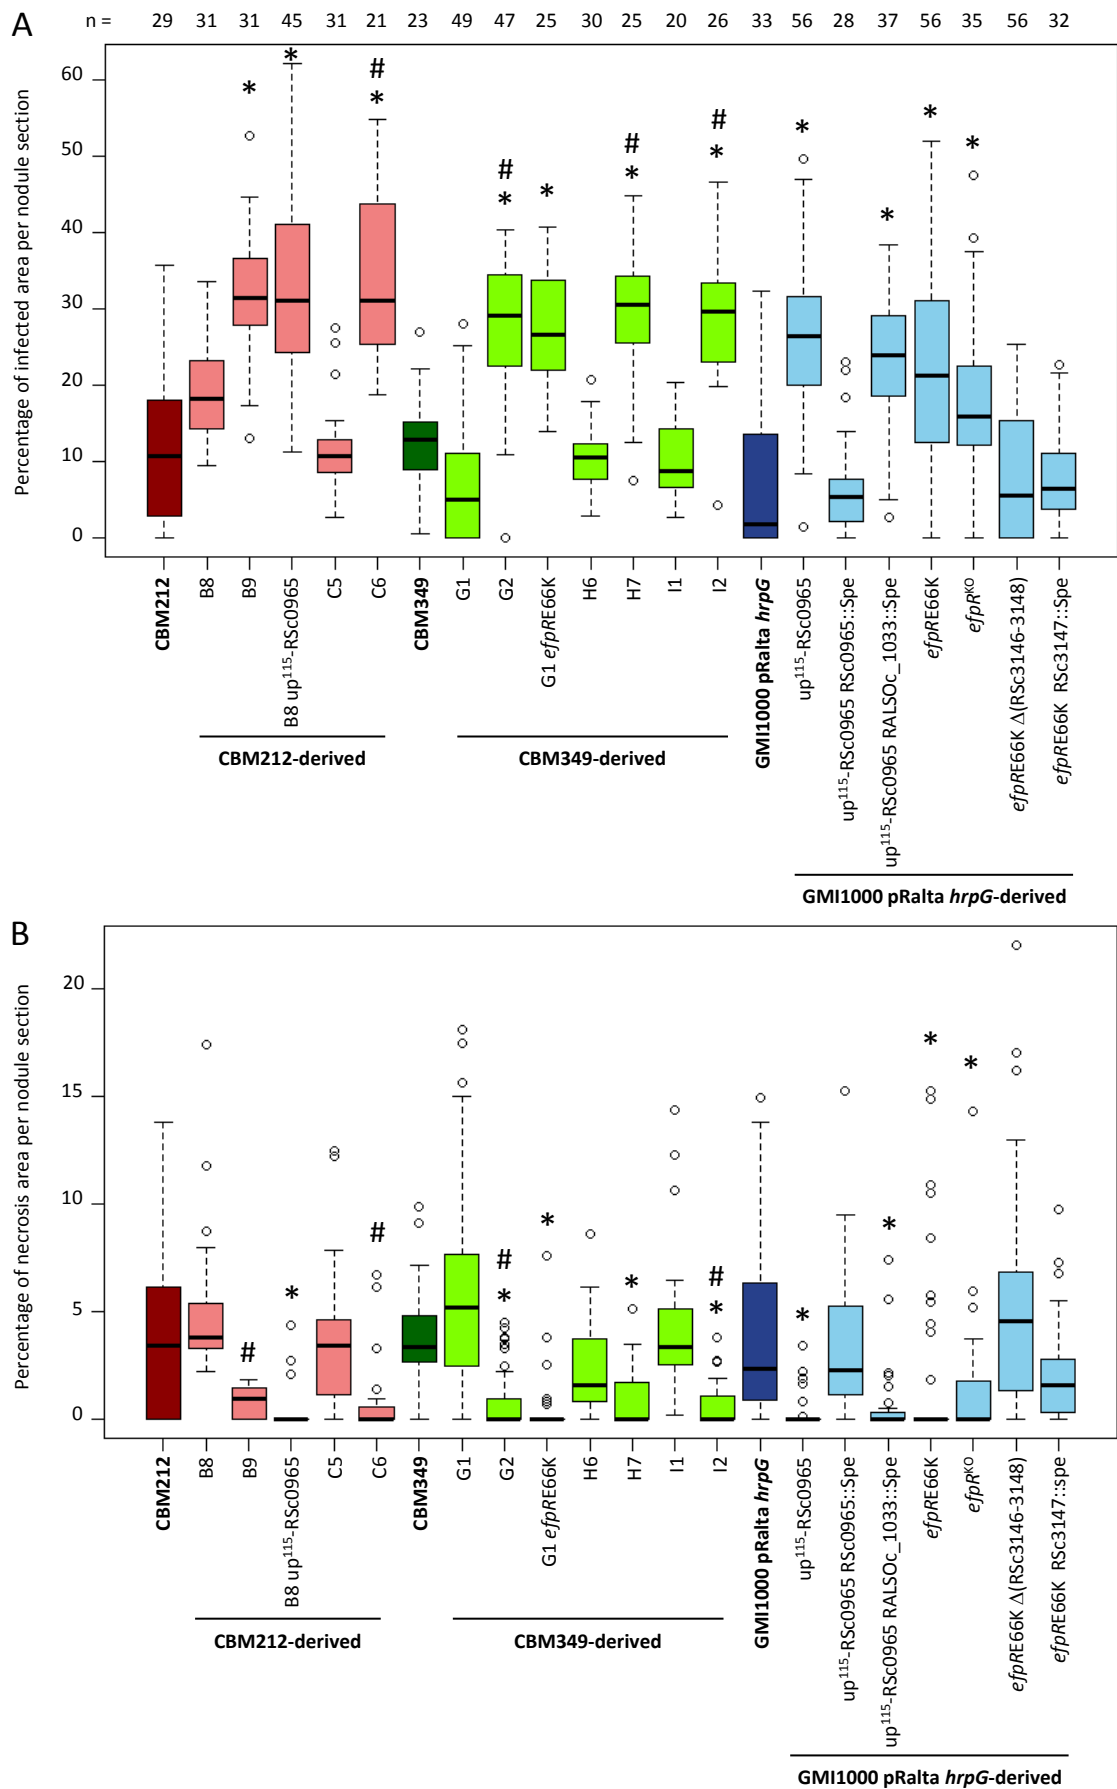 A
n = 29 31 31 45 31 21 23 49 47 25 30 25 20 26 33 56 28 37 56 35 56 32
Percentage of infected area per nodule section
60
50
40
30
20
10
0
* * # * # * * # * # * * * * *
CBM212
B8
B9
B8 up¹¹⁵-RSc0965
C5
C6
CBM349
G1
G2
G1 efpRE66K
H6
H7
I1
I2
GMI1000 pRalta hrpG
up¹¹⁵-RSc0965
up¹¹⁵-RSc0965 RSc0965::Spe
up¹¹⁵-RSc0965 RALSOc_1033::Spe
efpRE66K
efpRᴷᴼ
efpRE66K Δ(RSc3146-3148)
efpRE66K RSc3147::Spe
CBM212-derived
CBM349-derived
GMI1000 pRalta hrpG-derived
B
Percentage of necrosis area per nodule section
20
15
10
5
0
# * # # * * * # * * * * *
CBM212
B8
B9
B8 up¹¹⁵-RSc0965
C5
C6
CBM349
G1
G2
G1 efpRE66K
H6
H7
I1
I2
GMI1000 pRalta hrpG
up¹¹⁵-RSc0965
up¹¹⁵-RSc0965 RSc0965::Spe
up¹¹⁵-RSc0965 RALSOc_1033::Spe
efpRE66K
efpRᴷᴼ
efpRE66K Δ(RSc3146-3148)
efpRE66K RSc3147::spe
CBM212-derived
CBM349-derived
GMI1000 pRalta hrpG-derived